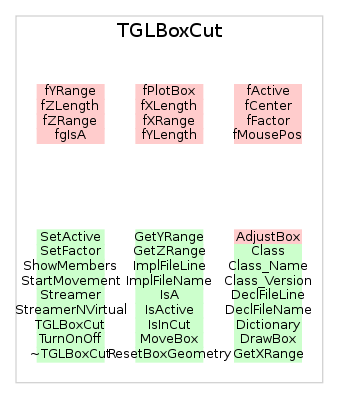 TGLBoxCut
fYRange
fZLength
fZRange
fgIsA
fPlotBox
fXLength
fXRange
fYLength
fActive
fCenter
fFactor
fMousePos
SetActive
SetFactor
ShowMembers
StartMovement
Streamer
StreamerNVirtual
TGLBoxCut
TurnOnOff
~TGLBoxCut
GetYRange
GetZRange
ImplFileLine
ImplFileName
IsA
IsActive
IsInCut
MoveBox
ResetBoxGeometry
AdjustBox
Class
Class_Name
Class_Version
DeclFileLine
DeclFileName
Dictionary
DrawBox
GetXRange